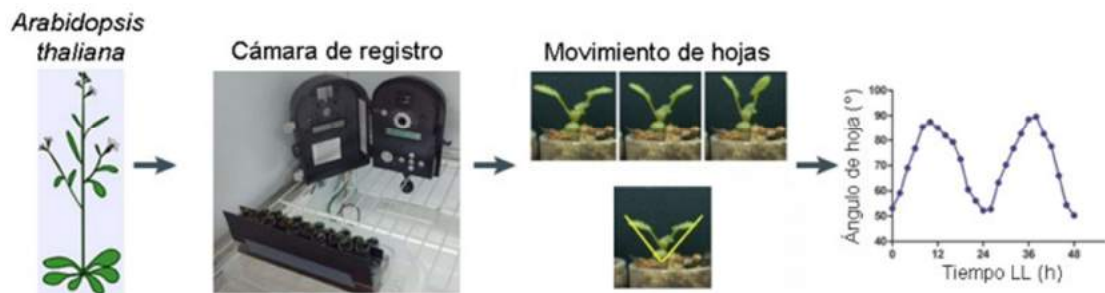 Arabidopsis
thaliana
Cámara de registro
Movimiento de hojas
Ángulo de hoja (°)
100
90
80
70
60
50
40
0 12 24 36 48
Tiempo LL (h)